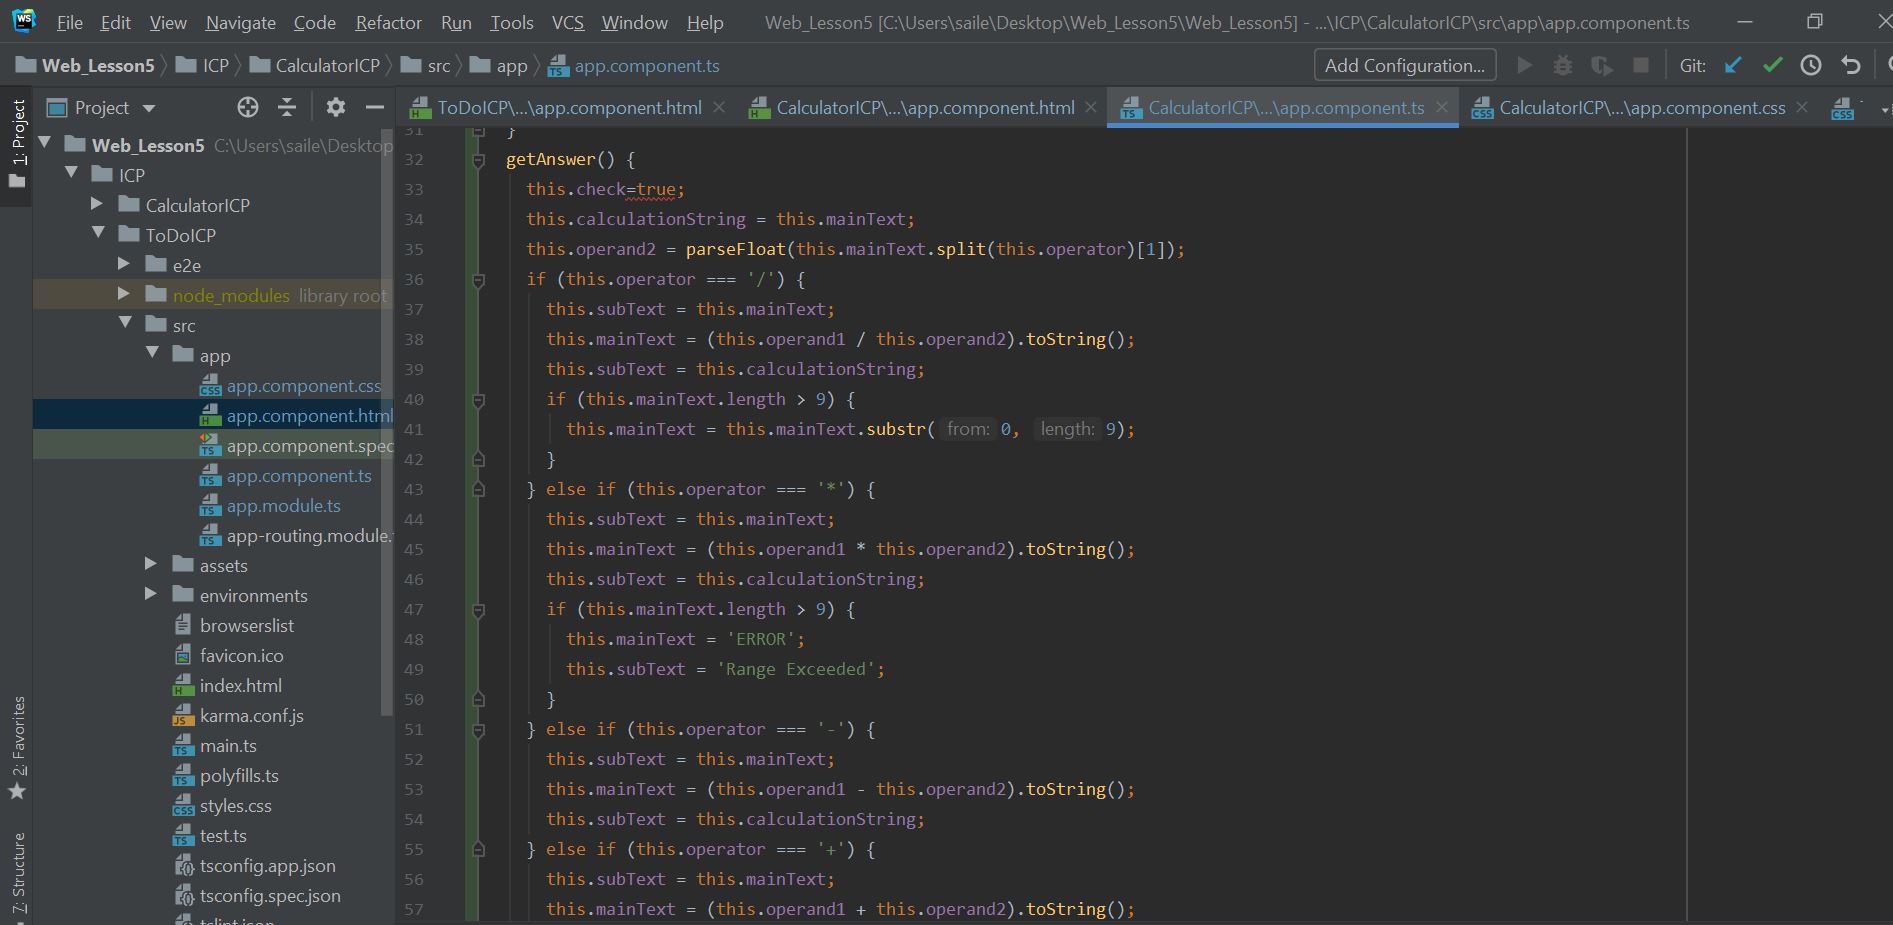 WS File Edit View Navigate Code Refactor Run Tools VCS Window Help Web_Lesson5 [C:\Users\saile\Desktop\Web_Lesson5\Web_Lesson5] - ...\ICP\CalculatorICP\src\app\app.component.ts
Web_Lesson5 ICP CalculatorICP src app app.component.ts Add Configuration... Git:
Project ToDoICP\...\app.component.html CalculatorICP\...\app.component.html CalculatorICP\...\app.component.ts CalculatorICP\...\app.component.css
1: Project
2: Favorites
7: Structure
Web_Lesson5 C:\Users\saile\Desktop
ICP
CalculatorICP
ToDoICP
e2e
node_modules library root
src
app
app.component.css
app.component.html
app.component.spec
app.component.ts
app.module.ts
app-routing.module.
assets
environments
browserslist
favicon.ico
index.html
karma.conf.js
main.ts
polyfills.ts
styles.css
test.ts
tsconfig.app.json
tsconfig.spec.json
tslint.json
31 }
32 getAnswer() {
33 this.check=true;
34 this.calculationString = this.mainText;
35 this.operand2 = parseFloat(this.mainText.split(this.operator)[1]);
36 if (this.operator === '/') {
37 this.subText = this.mainText;
38 this.mainText = (this.operand1 / this.operand2).toString();
39 this.subText = this.calculationString;
40 if (this.mainText.length > 9) {
41 this.mainText = this.mainText.substr( from: 0, length: 9);
42 }
43 } else if (this.operator === '*') {
44 this.subText = this.mainText;
45 this.mainText = (this.operand1 * this.operand2).toString();
46 this.subText = this.calculationString;
47 if (this.mainText.length > 9) {
48 this.mainText = 'ERROR';
49 this.subText = 'Range Exceeded';
50 }
51 } else if (this.operator === '-') {
52 this.subText = this.mainText;
53 this.mainText = (this.operand1 - this.operand2).toString();
54 this.subText = this.calculationString;
55 } else if (this.operator === '+') {
56 this.subText = this.mainText;
57 this.mainText = (this.operand1 + this.operand2).toString();